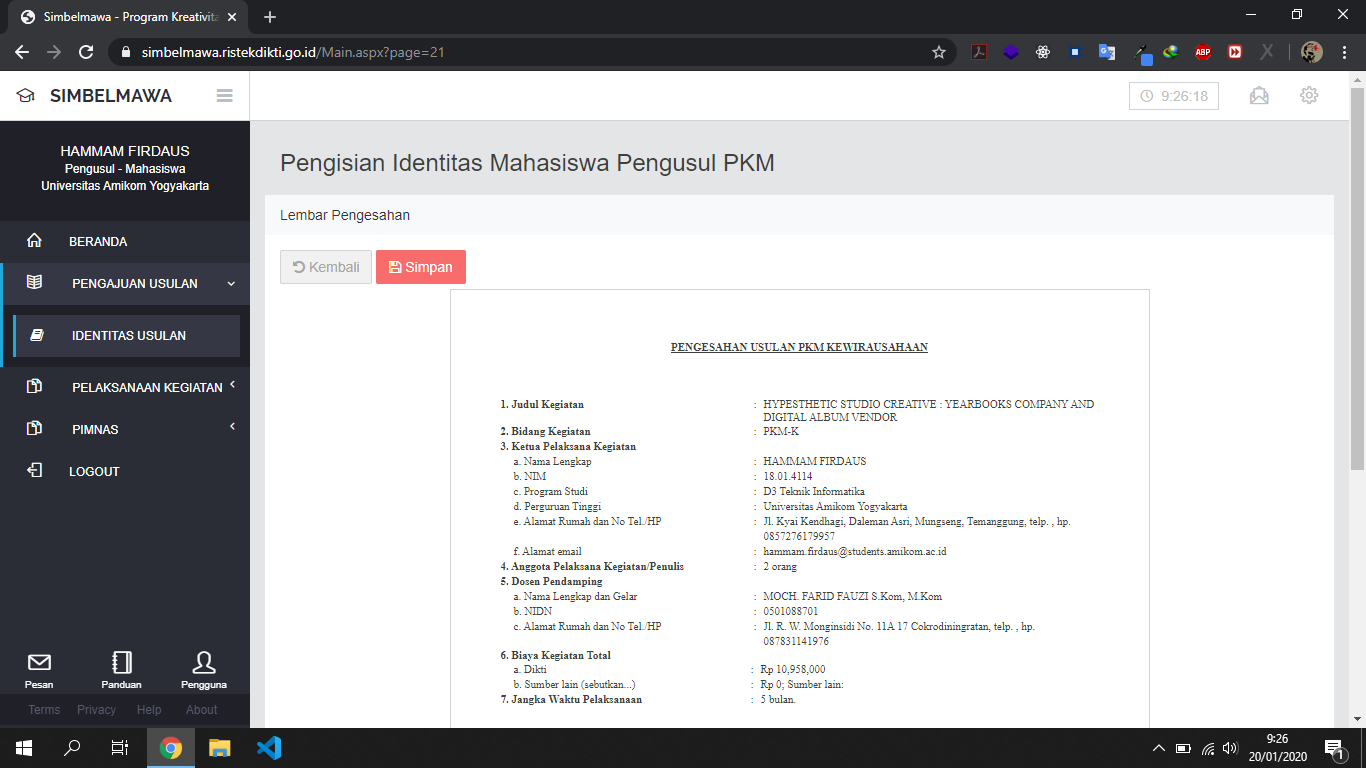 Simbelmawa - Program Kreativita
simbelmawa.ristekdikti.go.id/Main.aspx?page=21
ABP
SIMBELMAWA
9:26:18
HAMMAM FIRDAUS
Pengusul - Mahasiswa
Universitas Amikom Yogyakarta
BERANDA
PENGAJUAN USULAN
IDENTITAS USULAN
PELAKSANAAN KEGIATAN
PIMNAS
LOGOUT
Pesan
Panduan
Pengguna
Terms Privacy Help About
Pengisian Identitas Mahasiswa Pengusul PKM
Lembar Pengesahan
Kembali
Simpan
PENGESAHAN USULAN PKM KEWIRAUSAHAAN
1. Judul Kegiatan : HYPESTHETIC STUDIO CREATIVE : YEARBOOKS COMPANY AND
DIGITAL ALBUM VENDOR
2. Bidang Kegiatan : PKM-K
3. Ketua Pelaksana Kegiatan
a. Nama Lengkap : HAMMAM FIRDAUS
b. NIM : 18.01.4114
c. Program Studi : D3 Teknik Informatika
d. Perguruan Tinggi : Universitas Amikom Yogyakarta
e. Alamat Rumah dan No Tel./HP : Jl. Kyai Kendhagi, Daleman Asri, Mungseng, Temanggung, telp. , hp.
0857276179957
f. Alamat email : hammam.firdaus@students.amikom.ac.id
4. Anggota Pelaksana Kegiatan/Penulis : 2 orang
5. Dosen Pendamping
a. Nama Lengkap dan Gelar : MOCH. FARID FAUZI S.Kom, M.Kom
b. NIDN : 0501088701
c. Alamat Rumah dan No Tel./HP : Jl. R. W. Monginsidi No. 11A 17 Cokrodiningratan, telp. , hp.
087831141976
6. Biaya Kegiatan Total
a. Dikti : Rp 10,958,000
b. Sumber lain (sebutkan...) : Rp 0; Sumber lain:
7. Jangka Waktu Pelaksanaan : 5 bulan.
9:26
20/01/2020
1